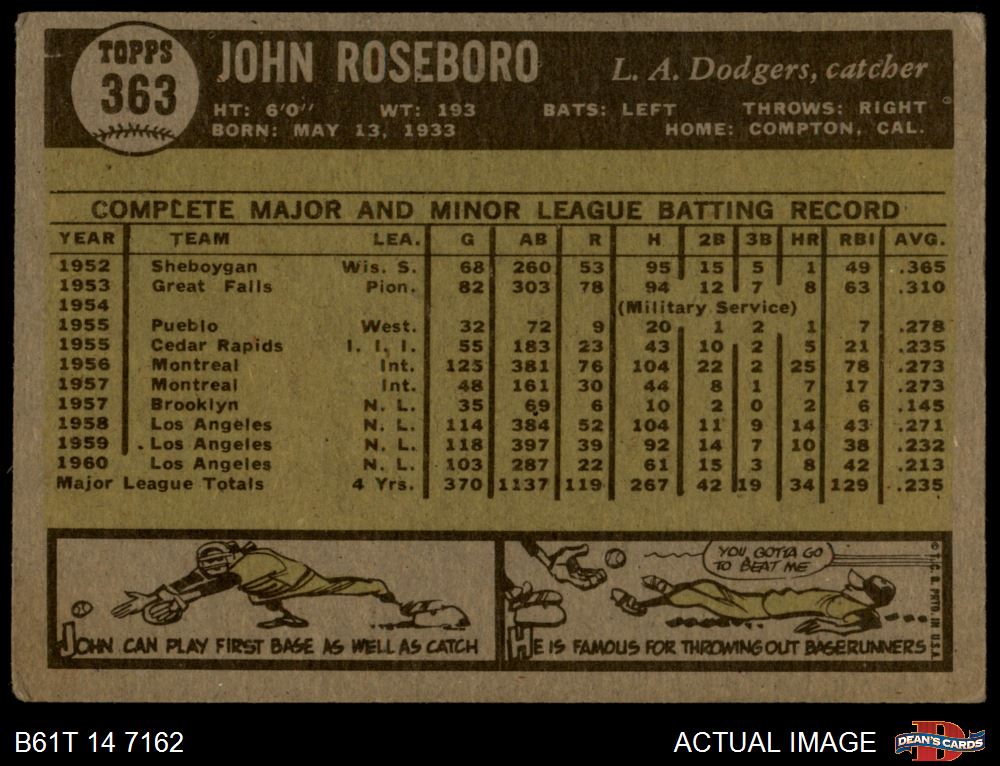 TOPPS
363
JOHN ROSEBORO
L. A. Dodgers, catcher
HT: 6'0" WT: 193 BATS: LEFT THROWS: RIGHT
BORN: MAY 13, 1933 HOME: COMPTON, CAL.
COMPLETE MAJOR AND MINOR LEAGUE BATTING RECORD
YEAR TEAM LEA. G AB R H 2B 3B HR RBI AVG.
1952 Sheboygan Wis. S. 68 260 53 95 15 5 1 49 .365
1953 Great Falls Pion. 82 303 78 94 12 7 8 63 .310
1954 (Military Service)
1955 Pueblo West. 32 72 9 20 1 2 1 7 .278
1955 Cedar Rapids I. I. I. 55 183 23 43 10 2 5 21 .235
1956 Montreal Int. 125 381 76 104 22 2 25 78 .273
1957 Montreal Int. 48 161 30 44 8 1 7 17 .273
1957 Brooklyn N. L. 35 69 6 10 2 0 2 6 .145
1958 Los Angeles N. L. 114 384 52 104 11 9 14 43 .271
1959 Los Angeles N. L. 118 397 39 92 14 7 10 38 .232
1960 Los Angeles N. L. 103 287 22 61 15 3 8 42 .213
Major League Totals 4 Yrs. 370 1137 119 267 42 19 34 129 .235
JOHN CAN PLAY FIRST BASE AS WELL AS CATCH
YOU GOTTA GO
TO BEAT ME
HE IS FAMOUS FOR THROWING OUT BASERUNNERS
© T. C. G. PRTD. IN U.S.A.
B61T 14 7162
ACTUAL IMAGE
DEAN'S CARDS